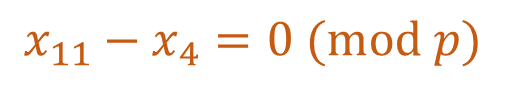 x₁₁ − x₄ = 0 (mod p)